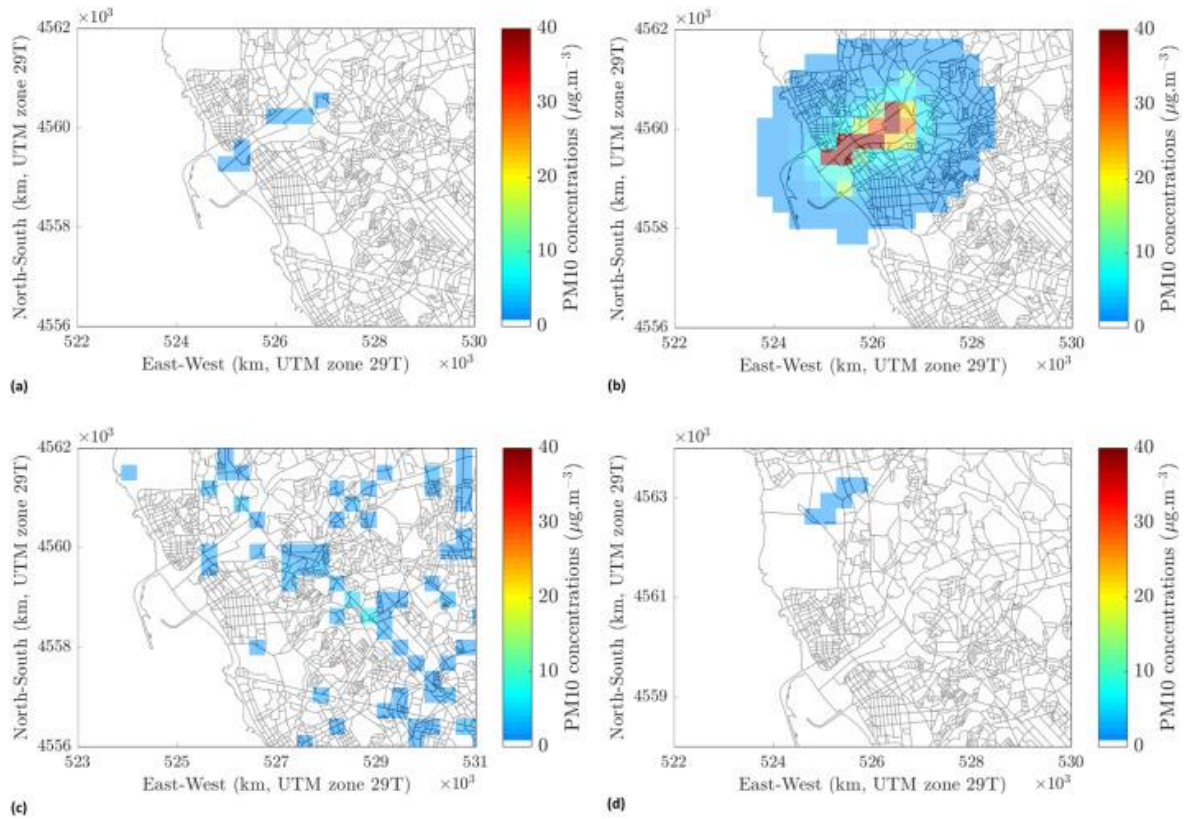 ×10³
4562
4560
4558
4556
North-South (km, UTM zone 29T)
522 524 526 528 530
East-West (km, UTM zone 29T) ×10³
40
30
20
10
0
PM10 concentrations (μg.m⁻³)
(a)
×10³
4562
4560
4558
4556
North-South (km, UTM zone 29T)
522 524 526 527 530
East-West (km, UTM zone 29T) ×10³
40
30
20
10
0
PM10 concentrations (μg.m⁻³)
(b)
×10³
4562
4560
4558
4556
North-South (km, UTM zone 29T)
523 525 527 529 531
East-West (km, UTM zone 29T) ×10³
40
30
20
10
0
PM10 concentrations (μg.m⁻³)
(c)
×10³
4563
4561
4559
North-South (km, UTM zone 29T)
522 524 525 526 528 530
East-West (km, UTM zone 29T) ×10³
40
30
20
10
0
PM10 concentrations (μg.m⁻³)
(d)